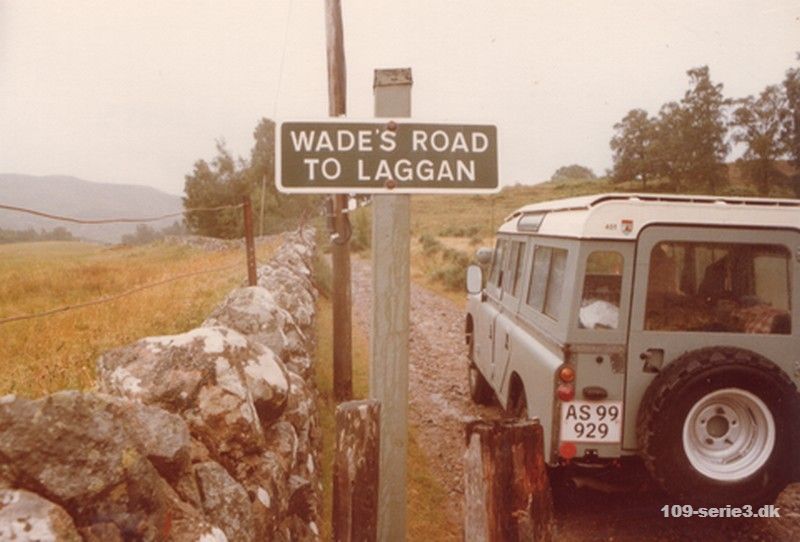 WADE'S ROAD
TO LAGGAN
AS 99
929
109-serie3.dk